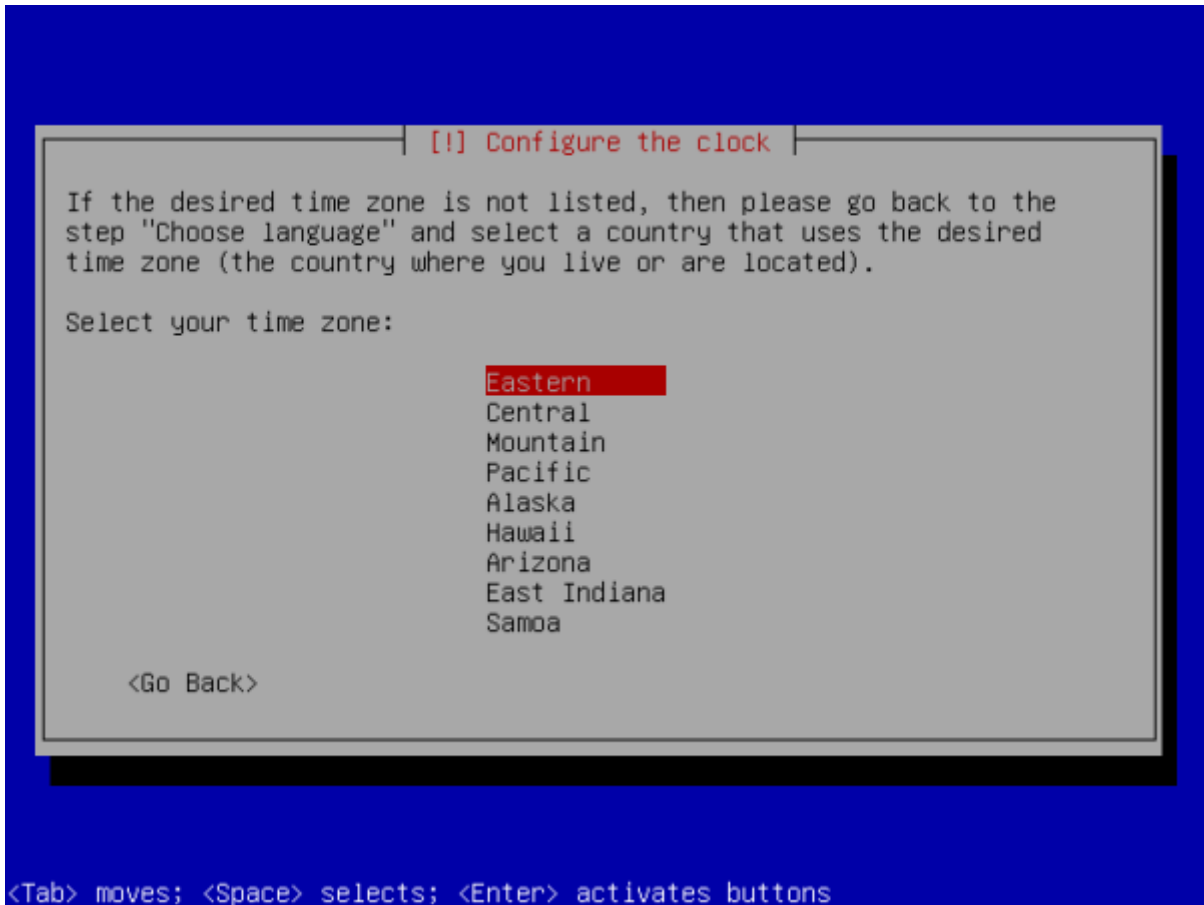 [!] Configure the clock
If the desired time zone is not listed, then please go back to the
step "Choose language" and select a country that uses the desired
time zone (the country where you live or are located).
Select your time zone:
Eastern
Central
Mountain
Pacific
Alaska
Hawaii
Arizona
East Indiana
Samoa
<Go Back>
<Tab> moves; <Space> selects; <Enter> activates buttons